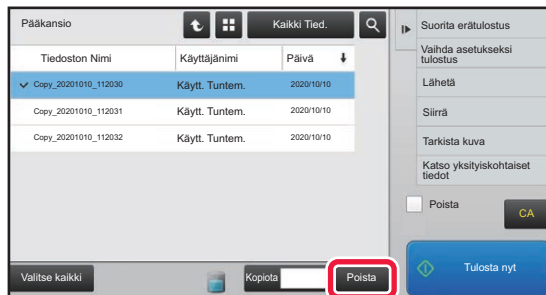 Pääkansio
Kaikki Tied.
Tiedoston Nimi
Käyttäjänimi
Päivä
Copy_20201010_112030
Käytt. Tuntem.
2020/10/10
Copy_20201010_112031
Käytt. Tuntem.
2020/10/10
Copy_20201010_112032
Käytt. Tuntem.
2020/10/10
Valitse kaikki
Kopiota
Poista
Suorita erätulostus
Vaihda asetukseksi
tulostus
Lähetä
Siirrä
Tarkista kuva
Katso yksityiskohtaiset
tiedot
Poista
CA
Tulosta nyt